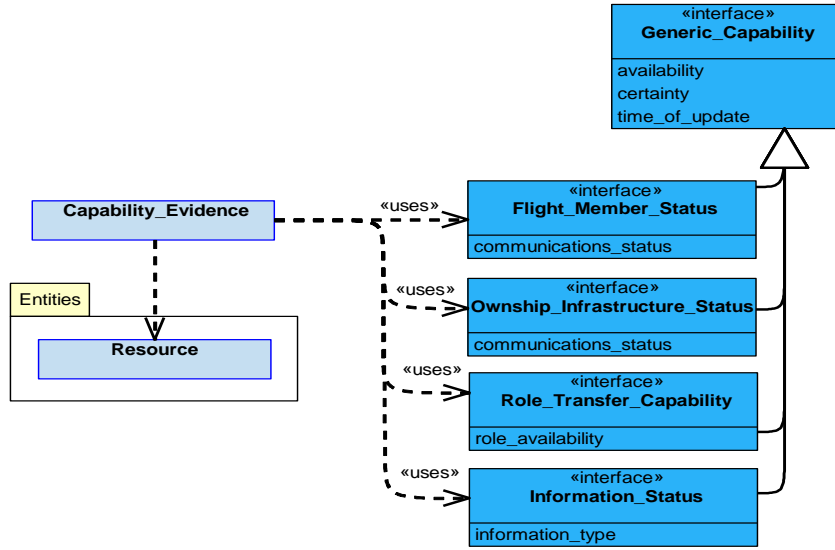 «interface»
Generic_Capability
availability
certainty
time_of_update
«uses»
Capability_Evidence
«interface»
Flight_Member_Status
communications_status
«uses»
Entities
Resource
«interface»
Ownship_Infrastructure_Status
communications_status
«uses»
«interface»
Role_Transfer_Capability
role_availability
«uses»
«interface»
Information_Status
information_type